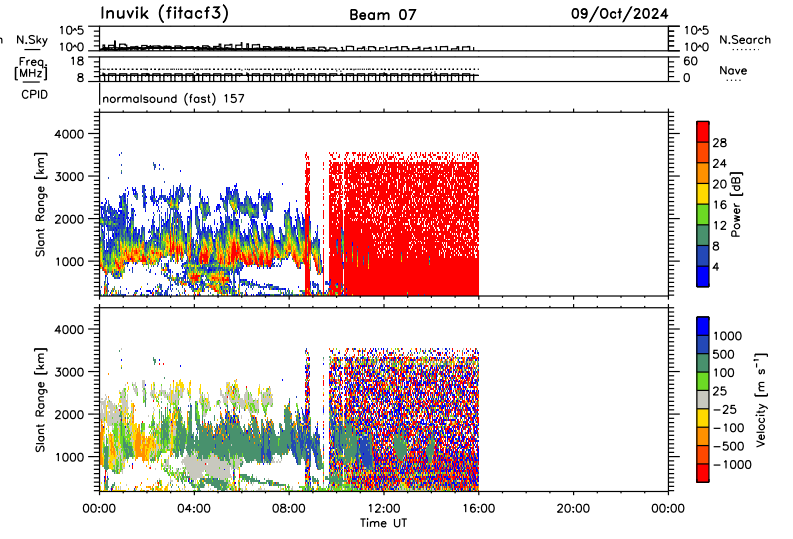 Inuvik (fitacf3) Beam 07 09/Oct/2024
N.Sky 10^5 10^5 N.Search
10^0 10^0
Freq. 18 60
[MHz] 8 0 Nave
CPID normalsound (fast) 157
4000
3000
2000
1000
Slant Range [km]
28
24
20
16
12
8
4
Power [dB]
4000
3000
2000
1000
Slant Range [km]
1000
500
100
25
-25
-100
-500
-1000
Velocity [m s⁻¹]
00:00 04:00 08:00 12:00 16:00 20:00 00:00
Time UT